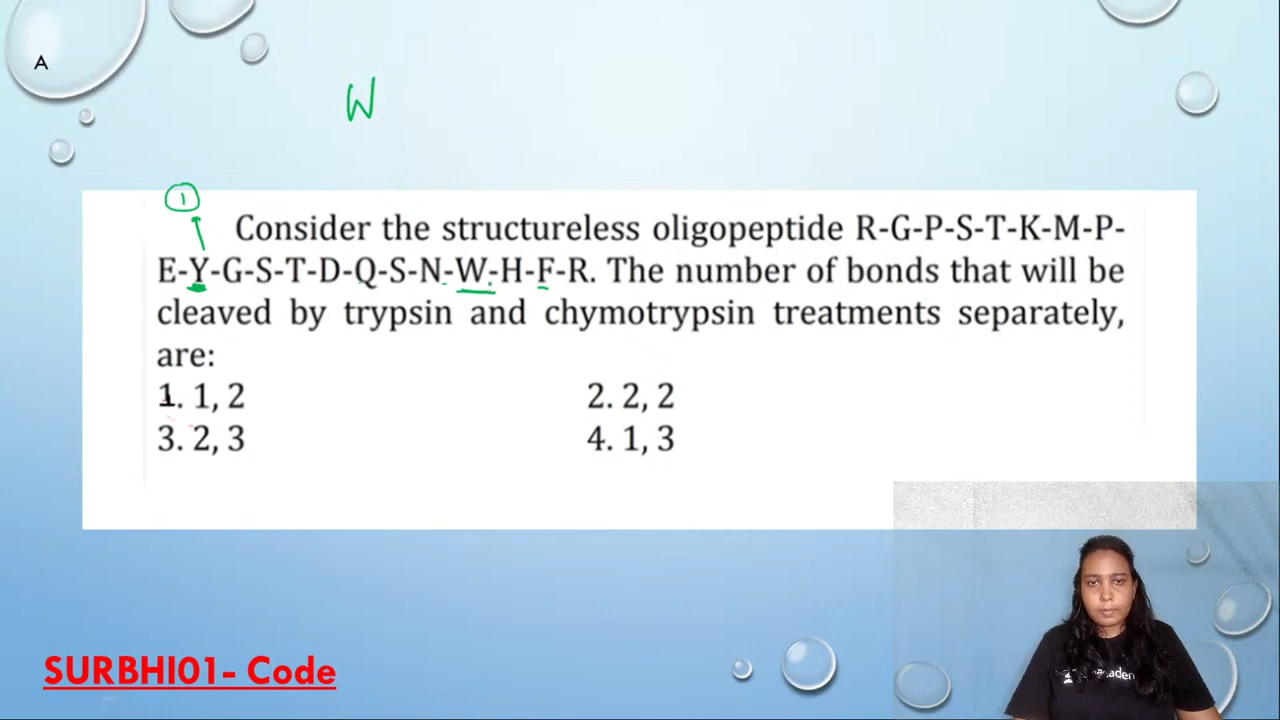 A
W
1
Consider the structureless oligopeptide R-G-P-S-T-K-M-P-
E-Y-G-S-T-D-Q-S-N-W-H-F-R. The number of bonds that will be
cleaved by trypsin and chymotrypsin treatments separately,
are:
1. 1, 2 2. 2, 2
3. 2, 3 4. 1, 3
SURBHI01- Code